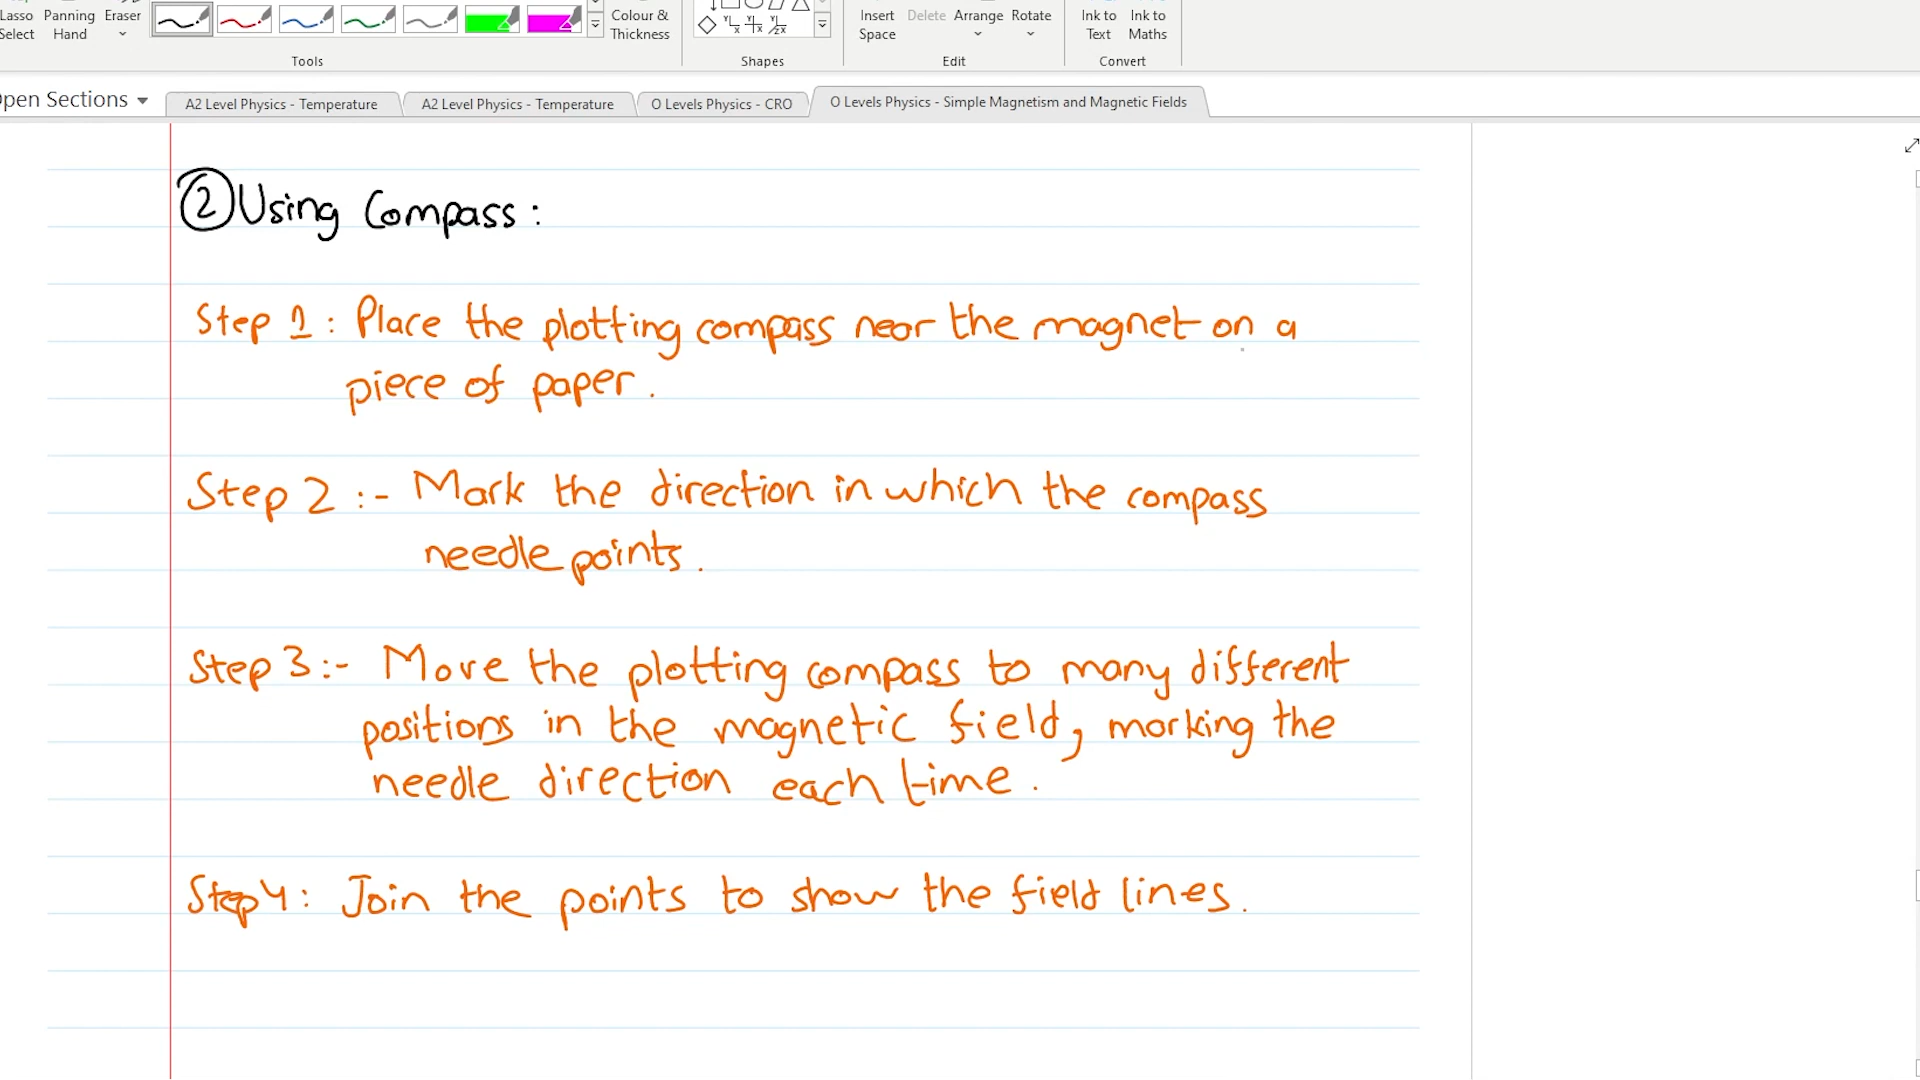 Lasso
Select
Panning
Hand
Eraser
Colour &
Thickness
Insert
Space
Delete
Arrange
Rotate
Ink to
Text
Ink to
Maths
Tools
Shapes
Edit
Convert
pen Sections
A2 Level Physics - Temperature
A2 Level Physics - Temperature
O Levels Physics - CRO
O Levels Physics - Simple Magnetism and Magnetic Fields
② Using Compass :
Step 1 : Place the plotting compass near the magnet on a
piece of paper .
Step 2 :- Mark the direction in which the compass
needle points .
Step 3 :- Move the plotting compass to many different
positions in the magnetic field, marking the
needle direction each time .
Step 4 : Join the points to show the field lines .